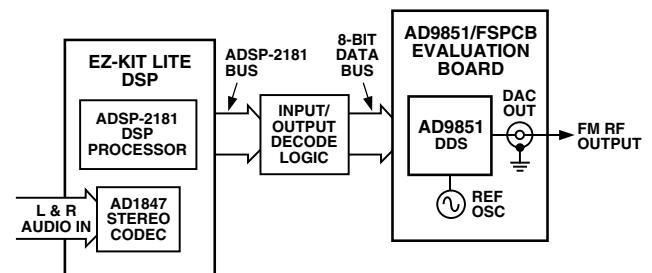 EZ-KIT LITE
DSP
ADSP-2181
DSP
PROCESSOR
L & R
AUDIO IN
AD1847
STEREO
CODEC
ADSP-2181
BUS
INPUT/
OUTPUT
DECODE
LOGIC
8-BIT
DATA
BUS
AD9851/FSPCB
EVALUATION
BOARD
AD9851
DDS
DAC
OUT
REF
OSC
FM RF
OUTPUT